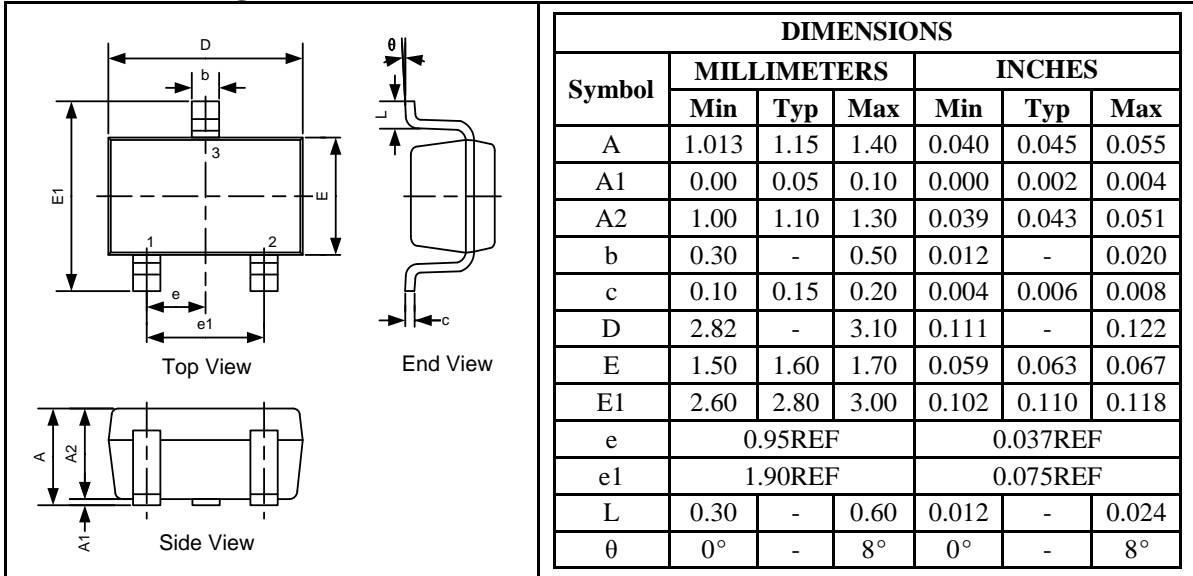 D
b
θ
L
E1
E
3
1
2
e
e1
c
Top View
End View
A
A2
A1
Side View
DIMENSIONS
Symbol MILLIMETERS INCHES
Min Typ Max Min Typ Max
A 1.013 1.15 1.40 0.040 0.045 0.055
A1 0.00 0.05 0.10 0.000 0.002 0.004
A2 1.00 1.10 1.30 0.039 0.043 0.051
b 0.30 - 0.50 0.012 - 0.020
c 0.10 0.15 0.20 0.004 0.006 0.008
D 2.82 - 3.10 0.111 - 0.122
E 1.50 1.60 1.70 0.059 0.063 0.067
E1 2.60 2.80 3.00 0.102 0.110 0.118
e 0.95REF 0.037REF
e1 1.90REF 0.075REF
L 0.30 - 0.60 0.012 - 0.024
θ 0° - 8° 0° - 8°